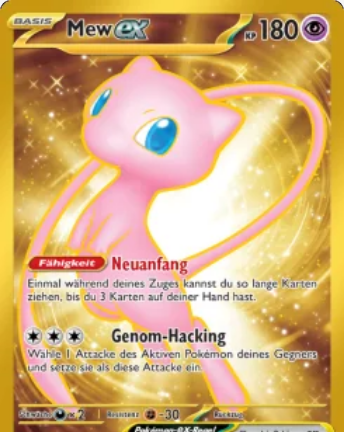 BASIS Mew ex KP 180
Fähigkeit Neuanfang
Einmal während deines Zuges kannst du so lange Karten
ziehen, bis du 3 Karten auf deiner Hand hast.
Genom-Hacking
Wähle 1 Attacke des Aktiven Pokémon deines Gegners
und setze sie als diese Attacke ein.
Schwäche ×2 Resistenz -30 Rückzug
Pokémon-ex-Regel